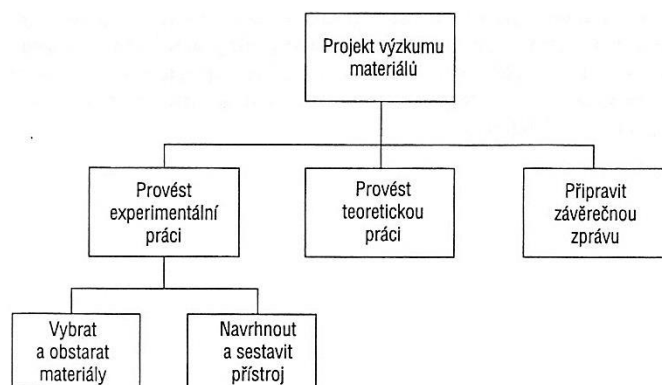 Projekt výzkumu
materiálů
Provést
experimentální
práci
Provést
teoretickou
práci
Připravit
závěrečnou
zprávu
Vybrat
a obstarat
materiály
Navrhnout
a sestavit
přístroj